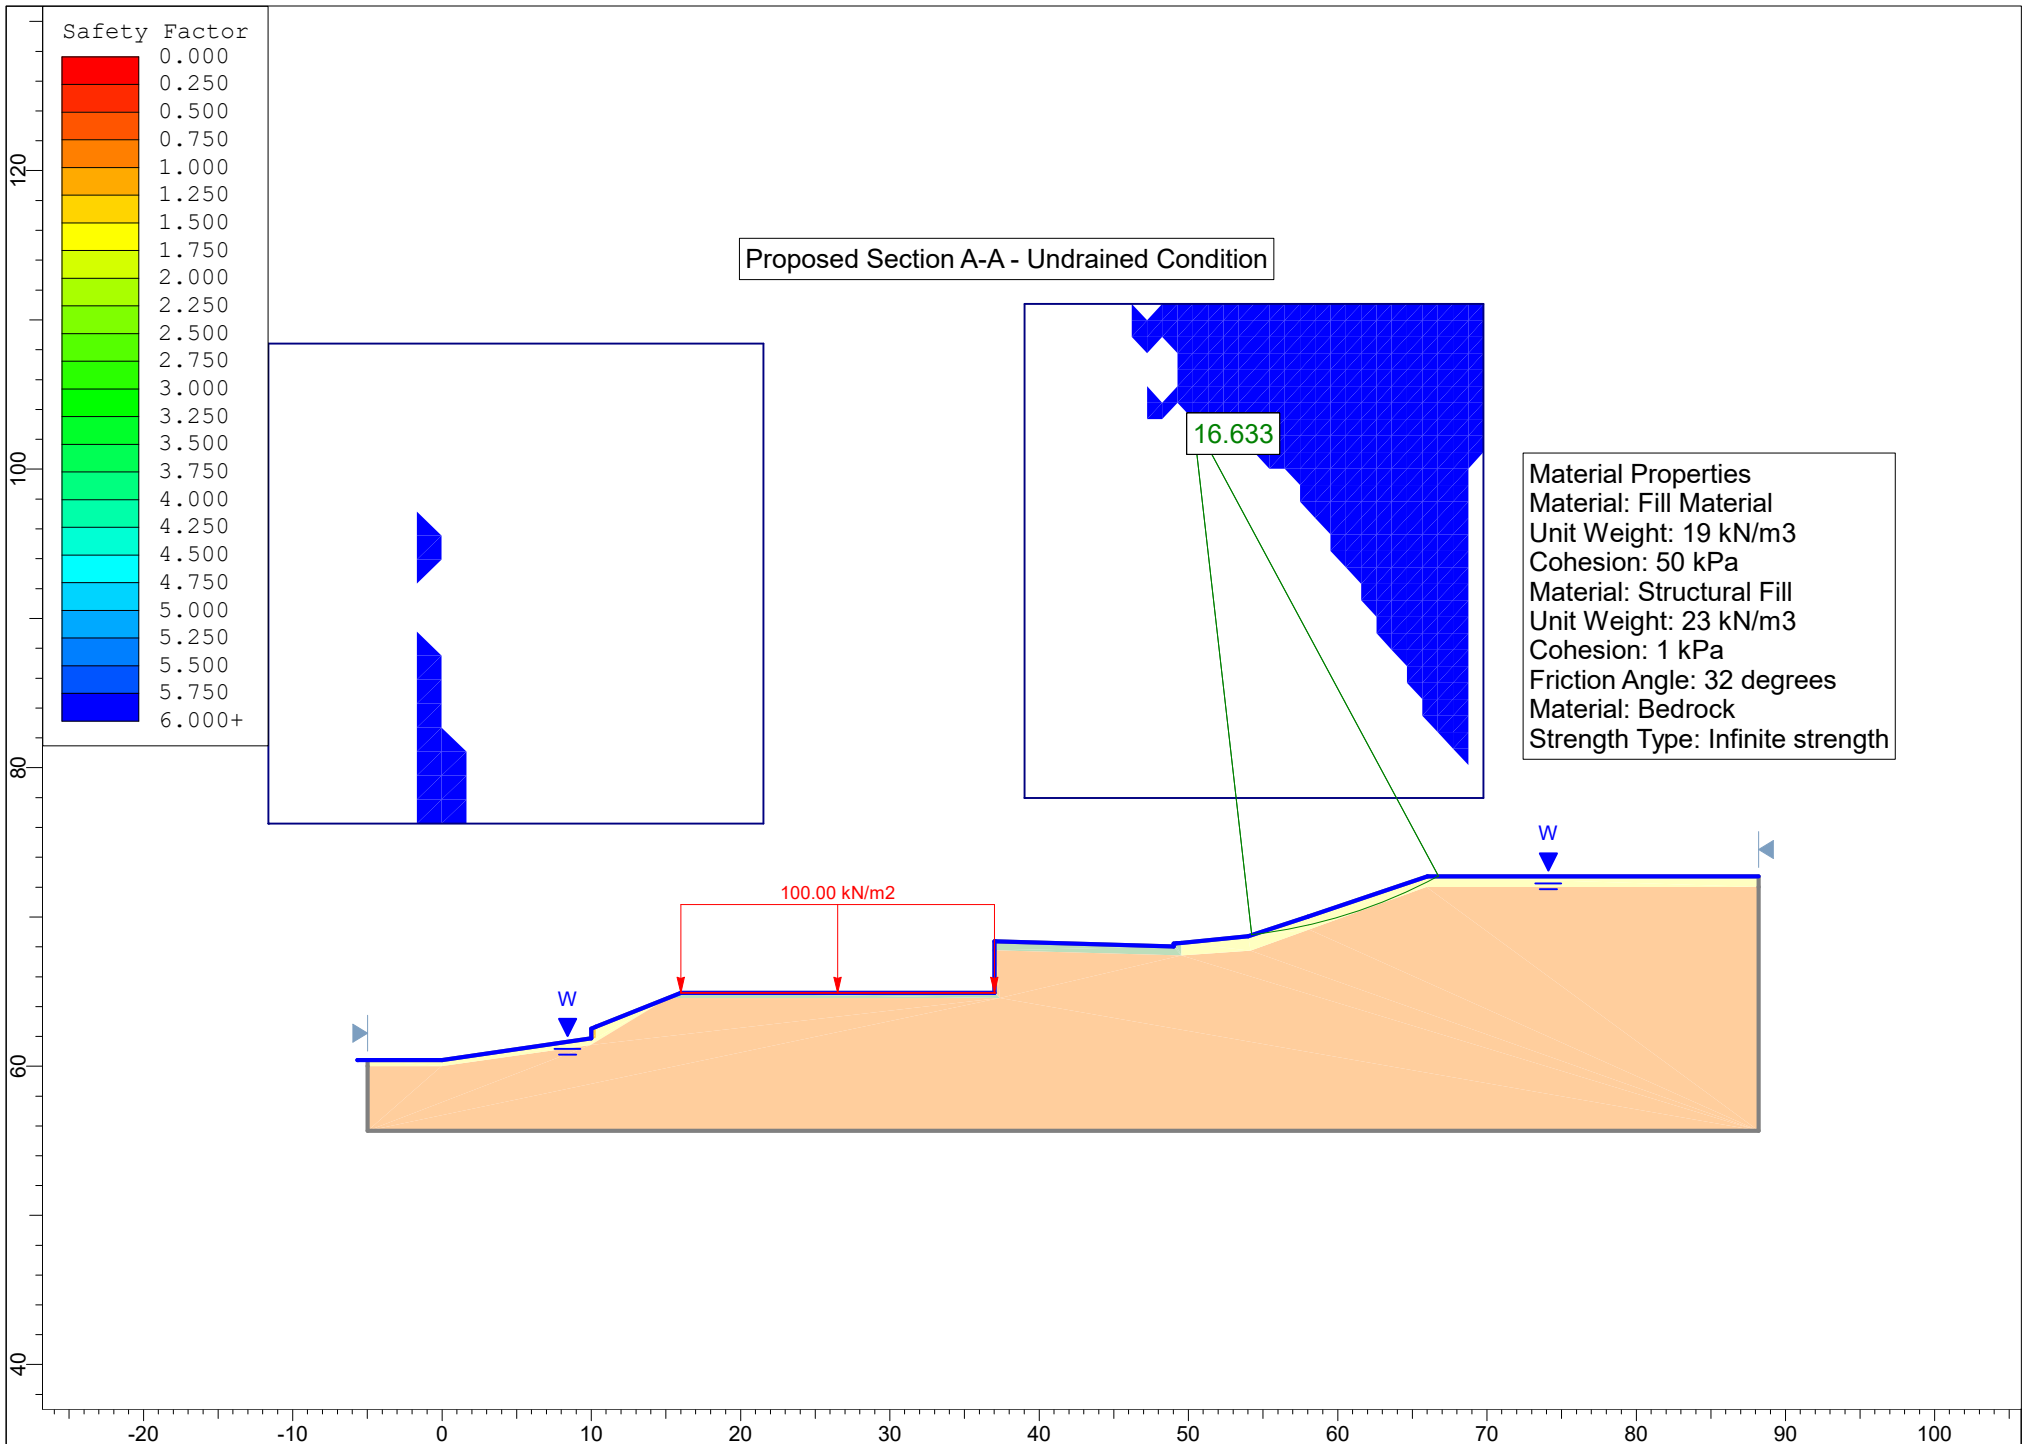 Safety Factor
0.000
0.250
0.500
0.750
1.000
1.250
1.500
1.750
2.000
2.250
2.500
2.750
3.000
3.250
3.500
3.750
4.000
4.250
4.500
4.750
5.000
5.250
5.500
5.750
6.000+
Proposed Section A-A - Undrained Condition
16.633
Material Properties
Material: Fill Material
Unit Weight: 19 kN/m3
Cohesion: 50 kPa
Material: Structural Fill
Unit Weight: 23 kN/m3
Cohesion: 1 kPa
Friction Angle: 32 degrees
Material: Bedrock
Strength Type: Infinite strength
W
100.00 kN/m2
W
120
100
80
60
40
-20
-10
0
10
20
30
40
50
60
70
80
90
100